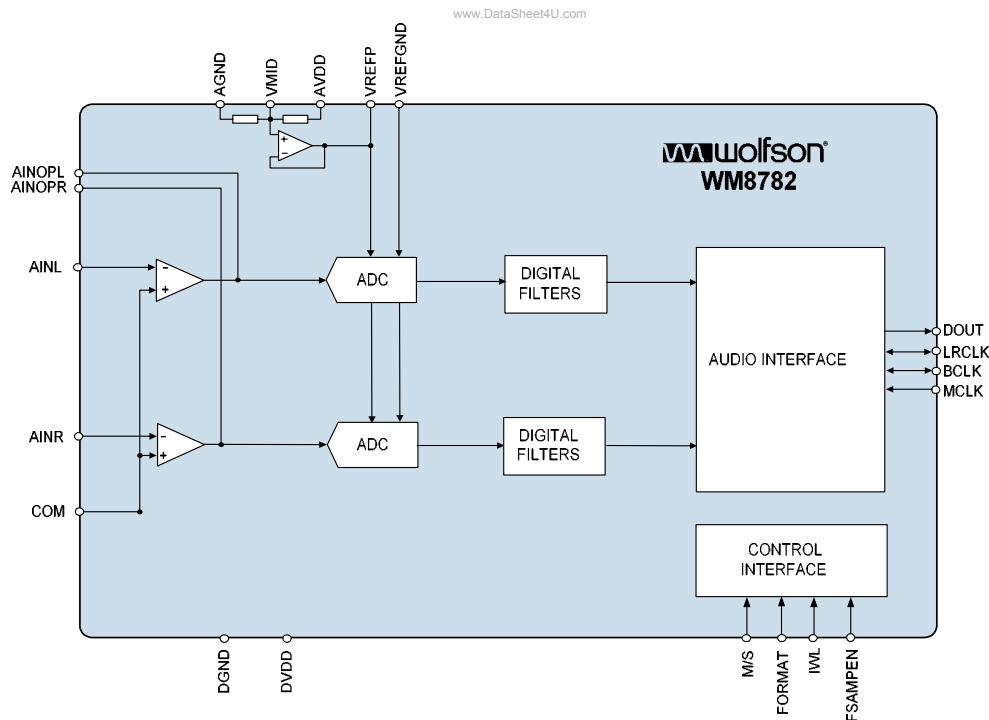 www.DataSheet4U.com
AGND
VMID
AVDD
VREFP
VREFGND
wolfson®
WM8782
AINOPL
AINOPR
+
-
AINL
-
+
ADC
DIGITAL
FILTERS
AUDIO INTERFACE
DOUT
LRCLK
BCLK
MCLK
AINR
-
+
ADC
DIGITAL
FILTERS
COM
CONTROL
INTERFACE
DGND
DVDD
M/S
FORMAT
IWL
FSAMPEN